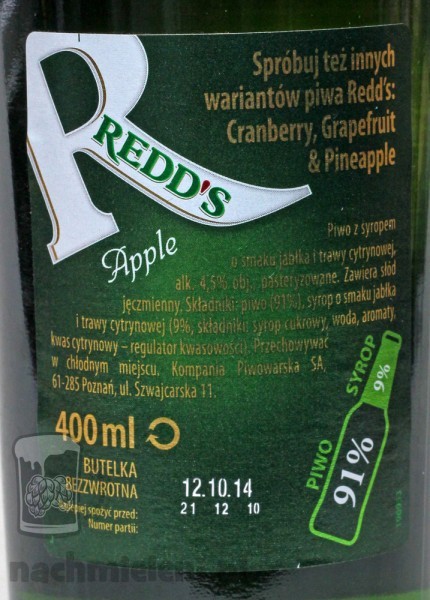 Spróbuj też innych
wariantów piwa Redd's:
Cranberry, Grapefruit
& Pineapple
REDD'S
Apple
Piwo z syropem
o smaku jabłka i trawy cytrynowej,
alk. 4,5% obj., pasteryzowane. Zawiera słód
jęczmienny. Składniki: piwo (91%), syrop o smaku jabłka
i trawy cytrynowej (9%, składniki: syrop cukrowy, woda, aromaty,
kwas cytrynowy – regulator kwasowości). Przechowywać
w chłodnym miejscu. Kompania Piwowarska SA,
61-285 Poznań, ul. Szwajcarska 11.
400 ml
BUTELKA
BEZZWROTNA
Najlepiej spożyć przed:
Numer partii:
12.10.14
21 12 10
PIWO 91%
SYROP 9%